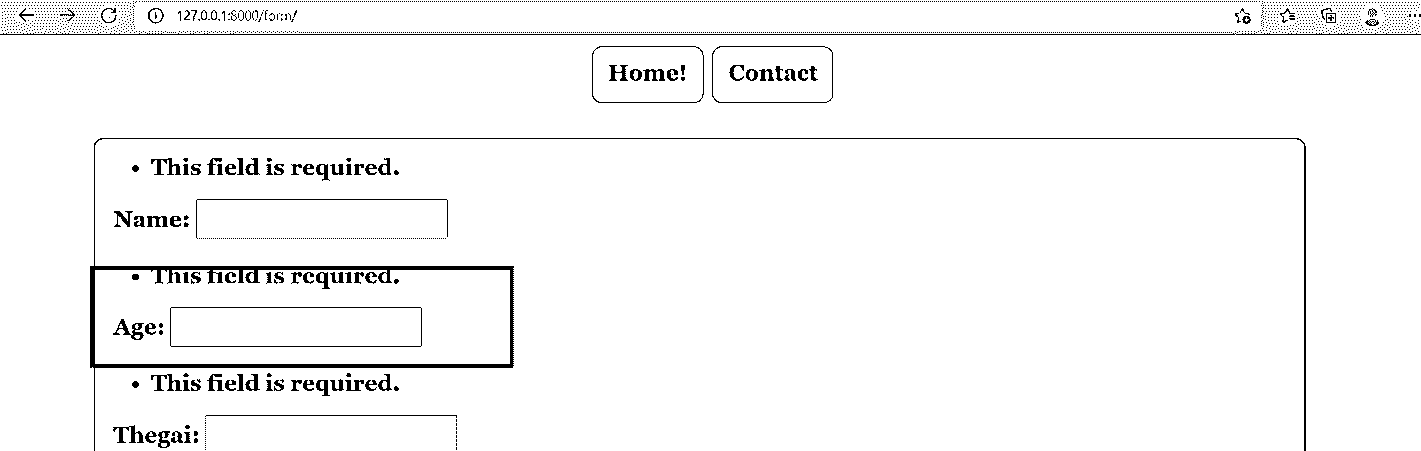 127.0.0.1:8000/form/
Home! Contact
• This field is required.
Name:
• This field is required.
Age:
• This field is required.
Thegai: